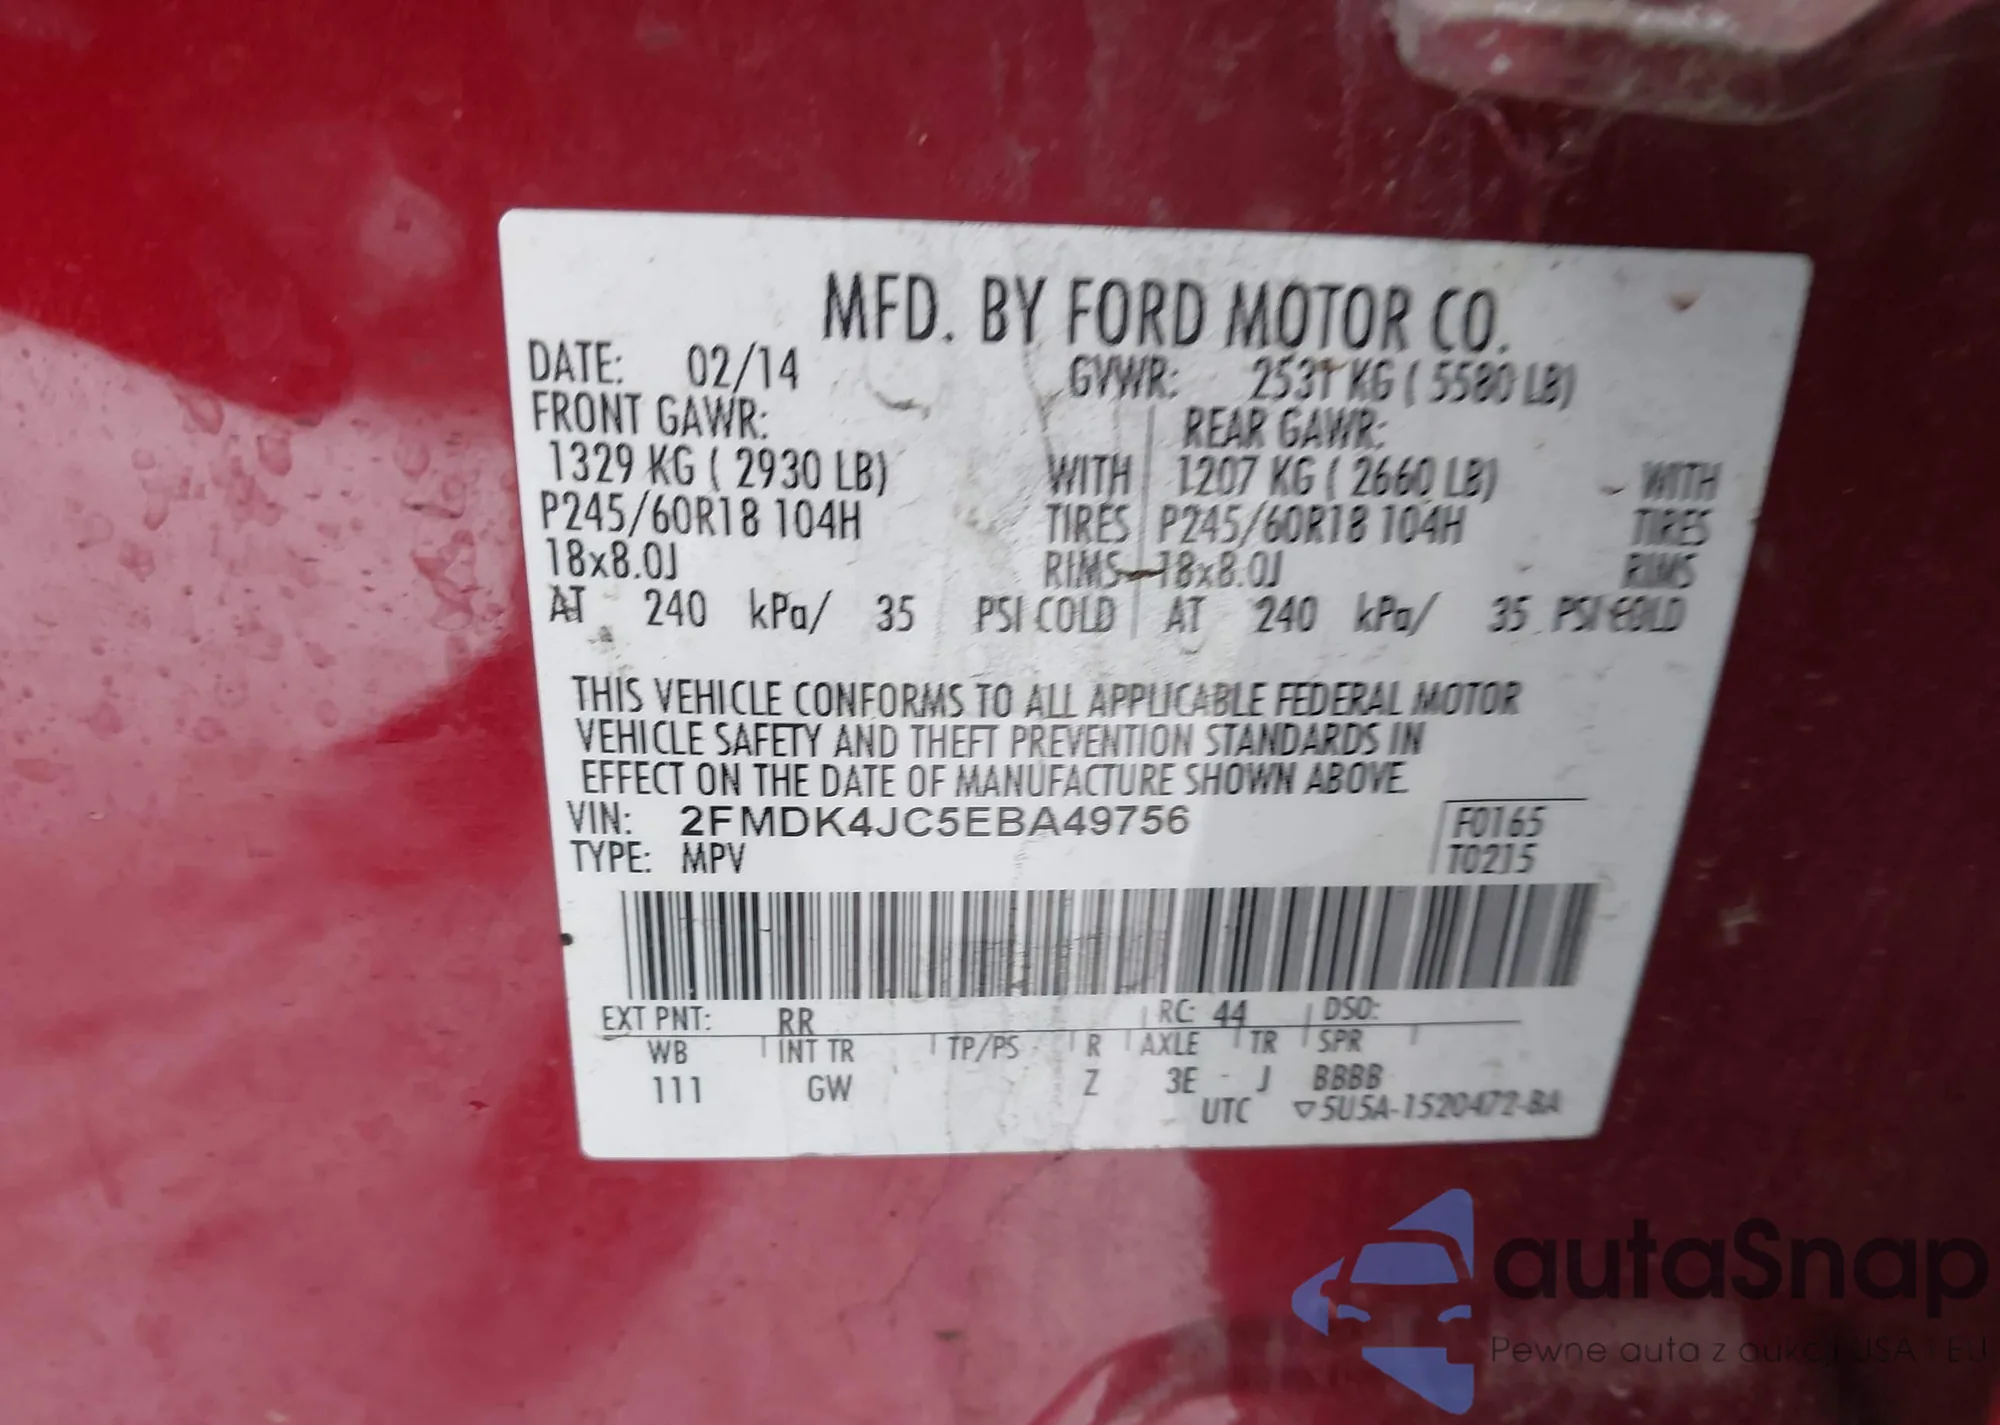 MFD. BY FORD MOTOR CO.
DATE: 02/14 GVWR: 2531 KG ( 5580 LB)
FRONT GAWR: REAR GAWR:
1329 KG ( 2930 LB) WITH 1207 KG ( 2660 LB) WITH
P245/60R18 104H TIRES P245/60R18 104H TIRES
18x8.0J RIMS 18x8.0J RIMS
AT 240 kPa/ 35 PSI COLD AT 240 kPa/ 35 PSI COLD
THIS VEHICLE CONFORMS TO ALL APPLICABLE FEDERAL MOTOR
VEHICLE SAFETY AND THEFT PREVENTION STANDARDS IN
EFFECT ON THE DATE OF MANUFACTURE SHOWN ABOVE.
VIN: 2FMDK4JC5EBA49756 F0165
TYPE: MPV T0215
EXT PNT: RR RC: 44 DSO:
WB INT TR TP/PS R AXLE TR SPR
111 GW Z 3E J BBBB
UTC ▽5U5A-1520472-BA
autaSnap
Pewne auta z aukcji USA i EU